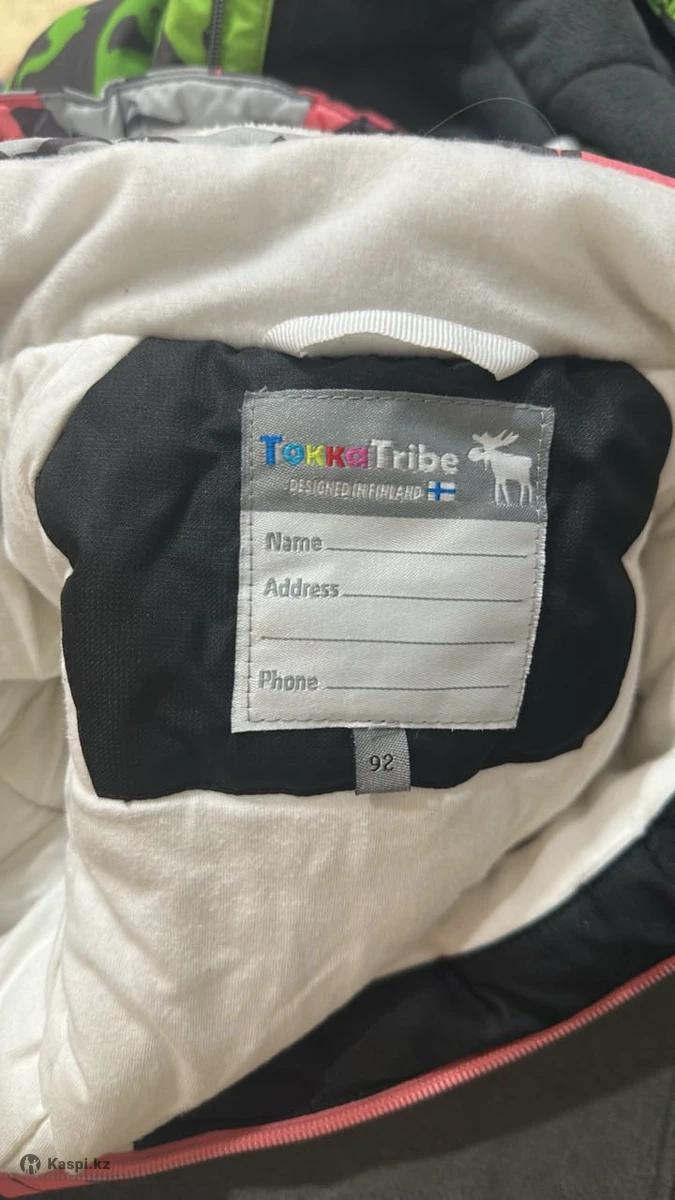 TokkaTribe
DESIGNED IN FINLAND
Name
Address
Phone
92
Kaspi.kz